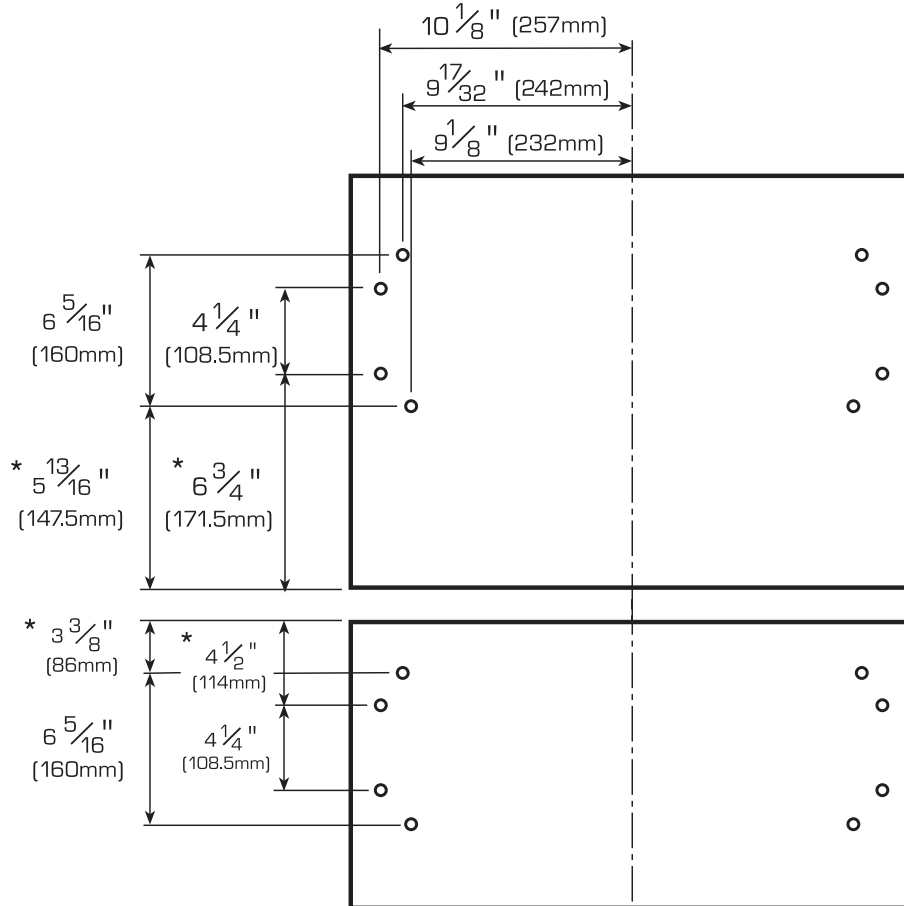 10 1/8" (257mm)
9 17/32" (242mm)
9 1/8" (232mm)
6 5/16"
(160mm)
4 1/4"
(108.5mm)
* 5 13/16"
(147.5mm)
* 6 3/4"
(171.5mm)
* 3 3/8"
(86mm)
* 4 1/2"
(114mm)
6 5/16"
(160mm)
4 1/4"
(108.5mm)